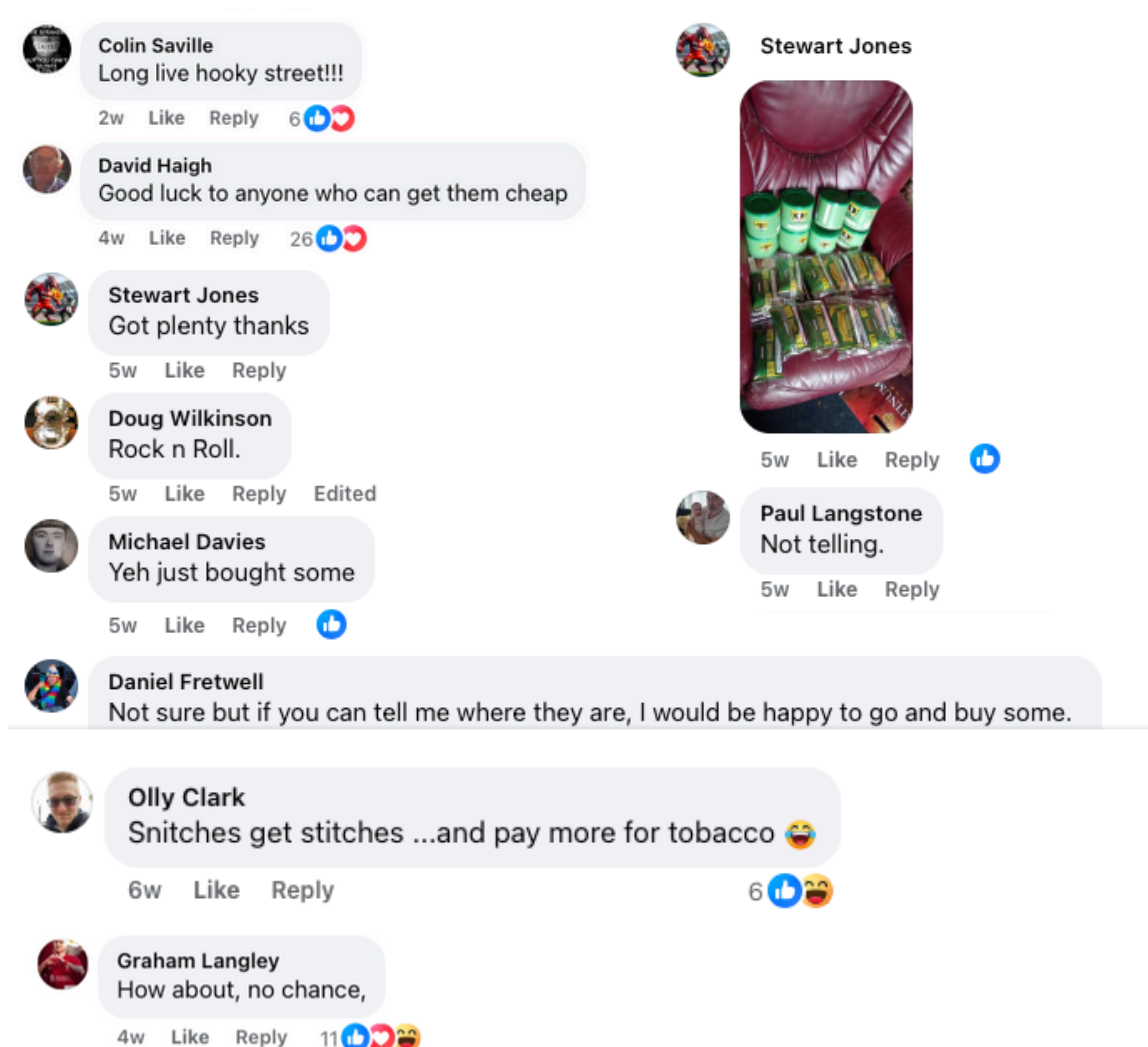 Colin Saville
Long live hooky street!!!
2w Like Reply 6
David Haigh
Good luck to anyone who can get them cheap
4w Like Reply 26
Stewart Jones
Got plenty thanks
5w Like Reply
Doug Wilkinson
Rock n Roll.
5w Like Reply Edited
Michael Davies
Yeh just bought some
5w Like Reply
Stewart Jones
5w Like Reply
Paul Langstone
Not telling.
5w Like Reply
Daniel Fretwell
Not sure but if you can tell me where they are, I would be happy to go and buy some.
Olly Clark
Snitches get stitches ...and pay more for tobacco 😂
6w Like Reply 6
Graham Langley
How about, no chance,
4w Like Reply 11